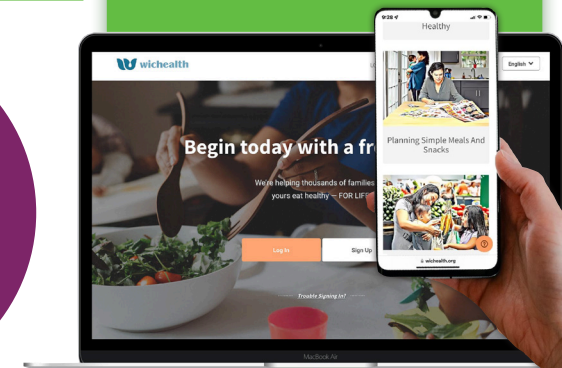 wichealth
English
Begin today with a fr
We're helping thousands of families
yours eat healthy — FOR LIF
Log In
Sign Up
Trouble Signing In?
MacBook Air
9:38
Healthy
Planning Simple Meals And
Snacks
wichealth.org